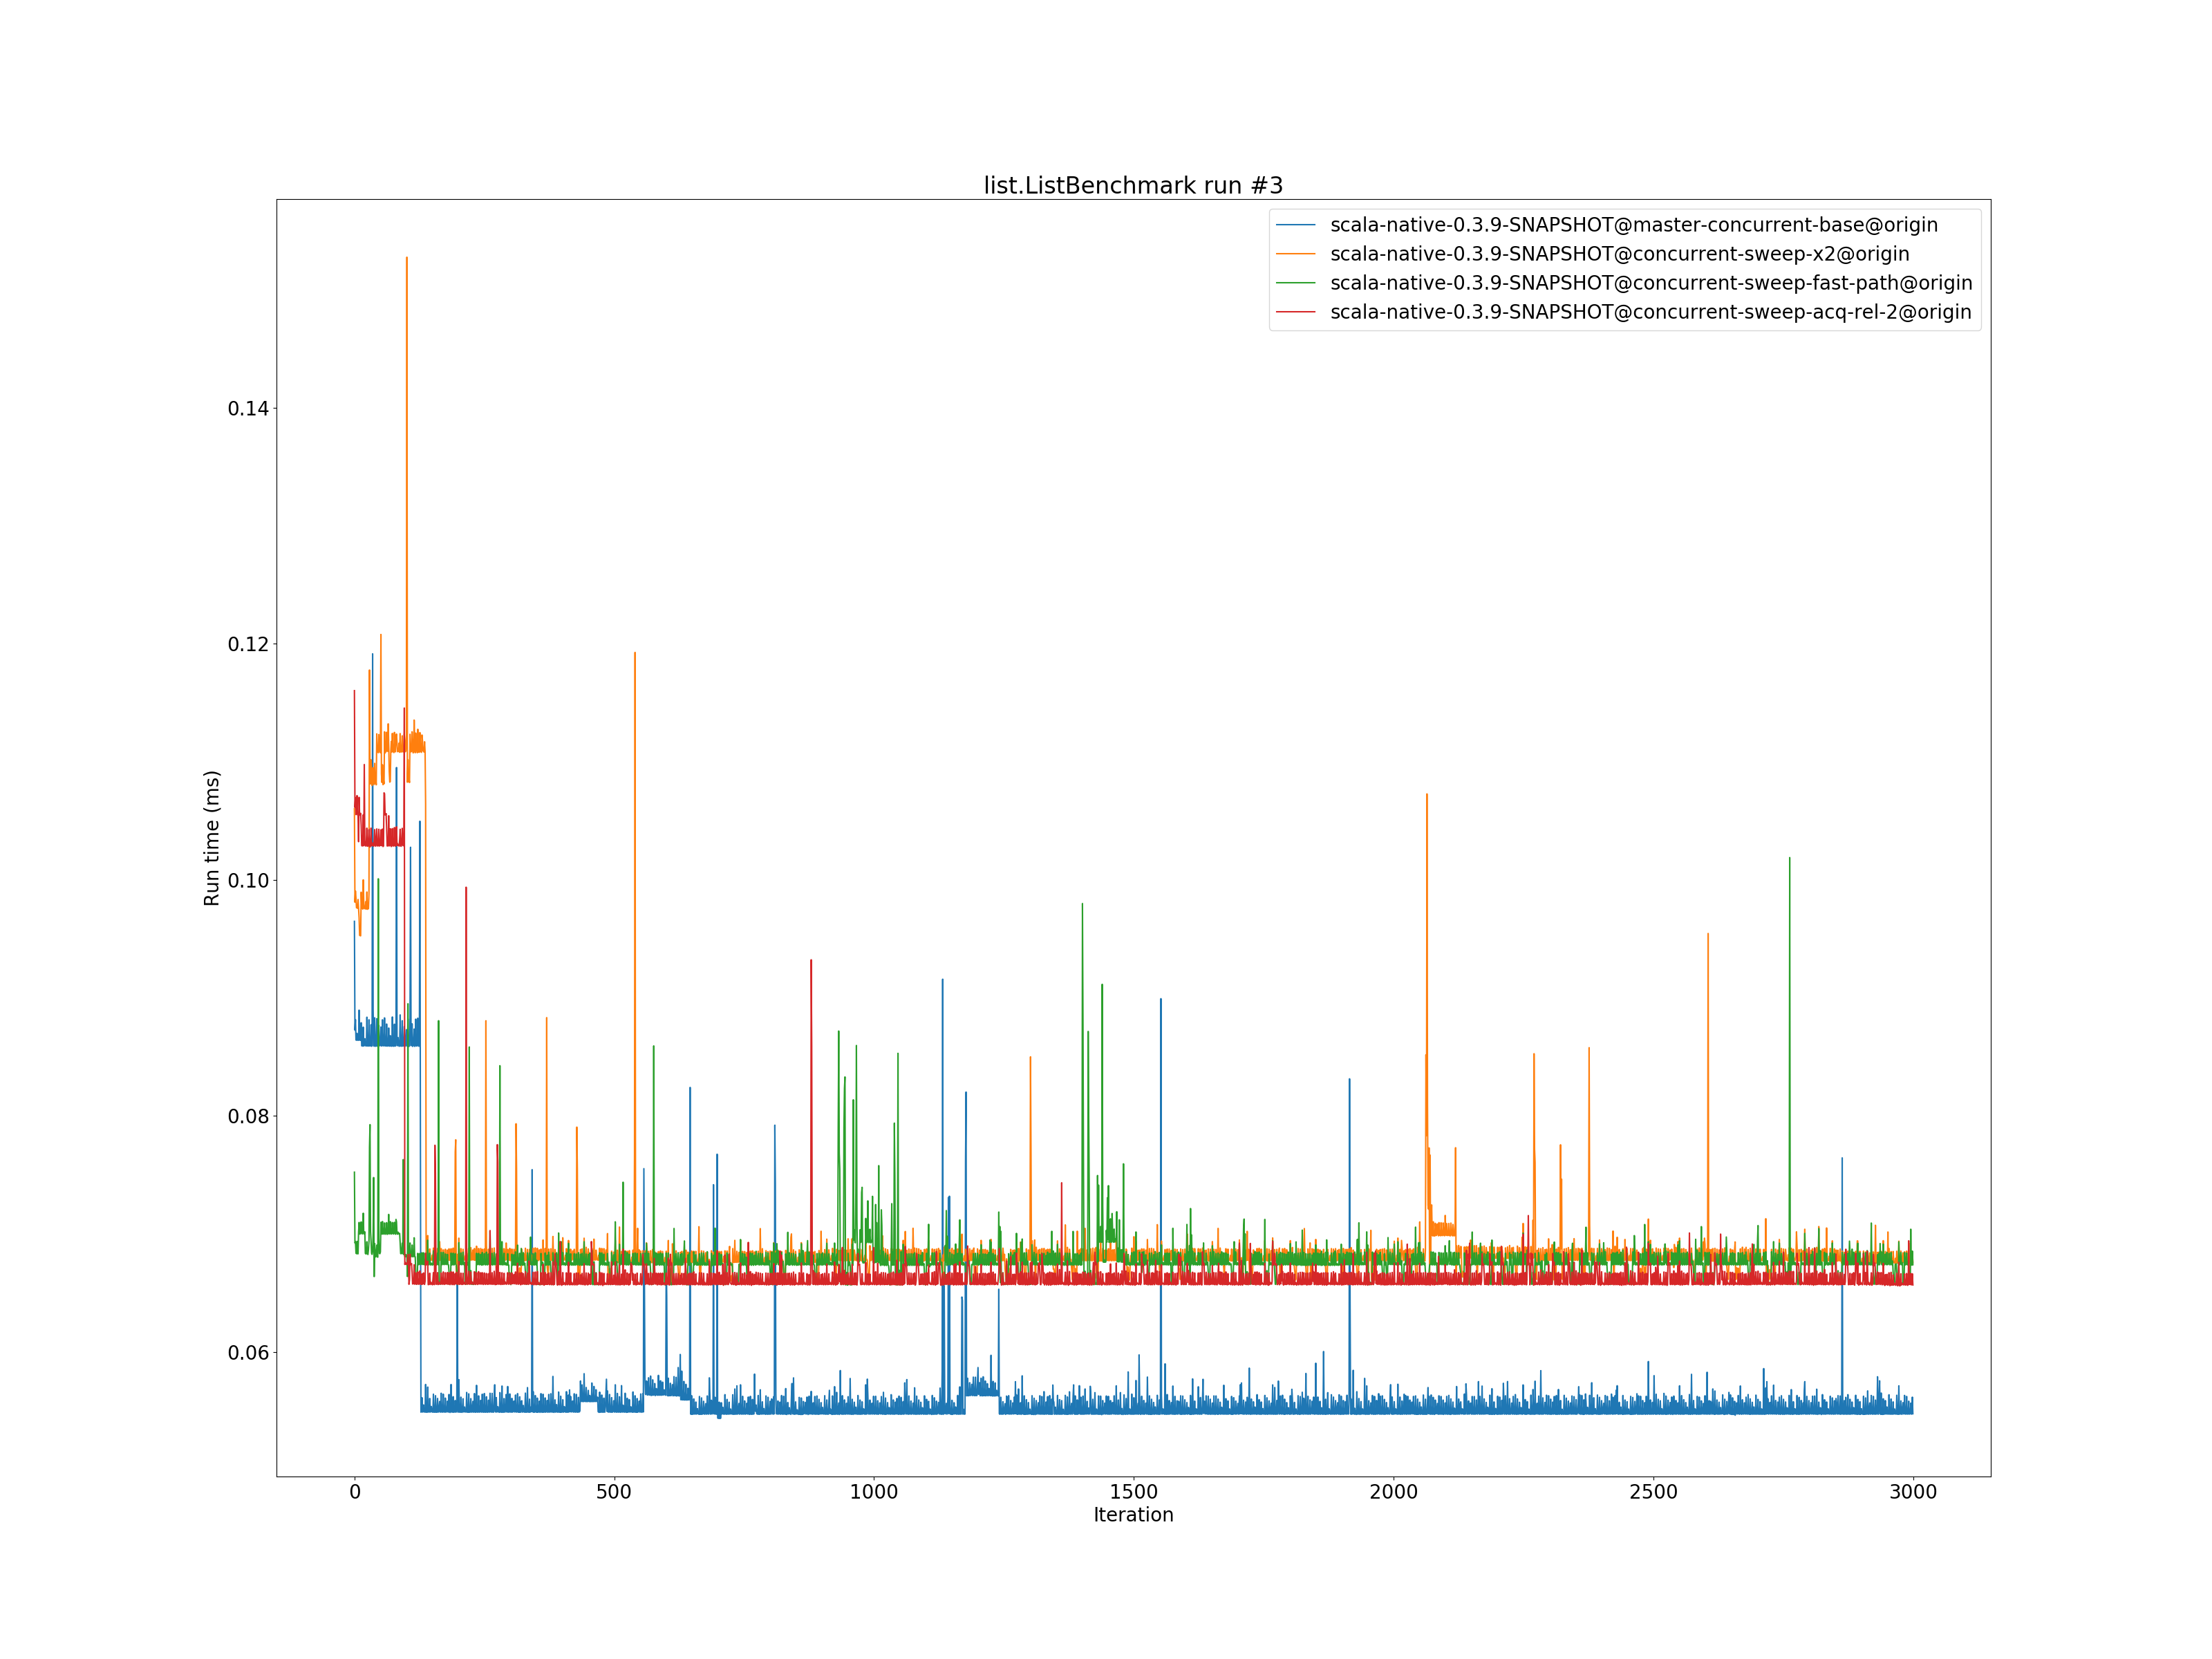 list.ListBenchmark run #3
scala-native-0.3.9-SNAPSHOT@master-concurrent-base@origin
scala-native-0.3.9-SNAPSHOT@concurrent-sweep-x2@origin
scala-native-0.3.9-SNAPSHOT@concurrent-sweep-fast-path@origin
scala-native-0.3.9-SNAPSHOT@concurrent-sweep-acq-rel-2@origin
Run time (ms)
0.14
0.12
0.10
0.08
0.06
0 500 1000 1500 2000 2500 3000
Iteration